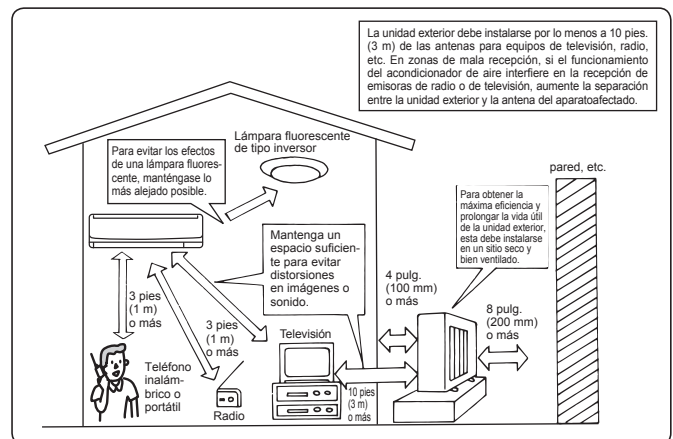 La unidad exterior debe instalarse por lo menos a 10 pies.
(3 m) de las antenas para equipos de televisión, radio,
etc. En zonas de mala recepción, si el funcionamiento
del acondicionador de aire interfiere en la recepción de
emisoras de radio o de televisión, aumente la separación
entre la unidad exterior y la antena del aparatoafectado.
Lámpara fluorescente
de tipo inversor
Para evitar los efectos
de una lámpara fluores-
cente, manténgase lo
más alejado posible.
pared, etc.
Para obtener la
máxima eficiencia y
prolongar la vida útil
de la unidad exterior,
esta debe instalarse
en un sitio seco y
bien ventilado.
Mantenga un
espacio suficien-
te para evitar
distorsiones
en imágenes o
sonido.
4 pulg.
(100 mm)
o más
8 pulg.
(200 mm)
o más
3 pies
(1 m)
o más
3 pies
(1 m)
o más
Televisión
Teléfono
inalám-
brico o
portátil
Radio
10 pies
(3 m)
o más